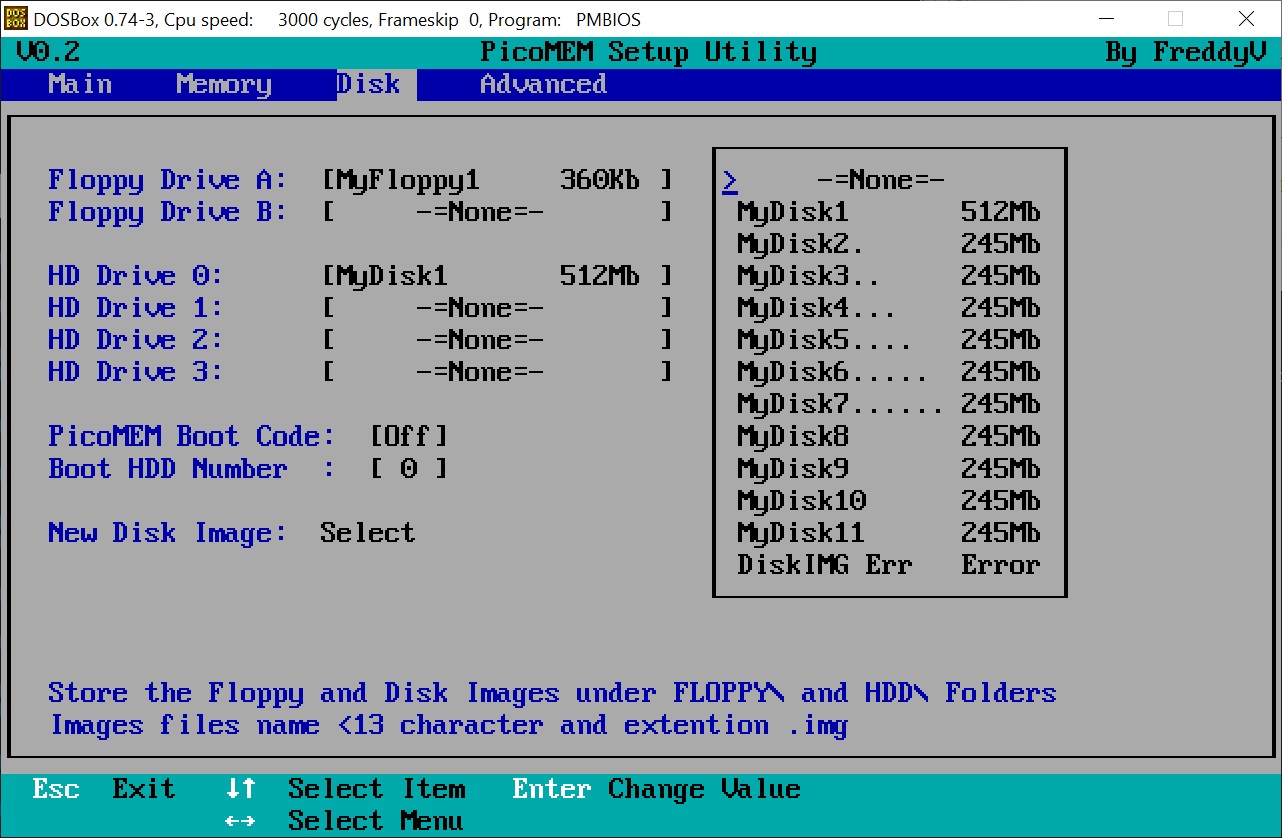 DOS BOX DOSBox 0.74-3, Cpu speed: 3000 cycles, Frameskip 0, Program: PMBIOS
V0.2 PicoMEM Setup Utility By FreddyV
Main Memory Disk Advanced
Floppy Drive A: [MyFloppy1 360Kb ]
Floppy Drive B: [ -=None=- ]
HD Drive 0: [MyDisk1 512Mb ]
HD Drive 1: [ -=None=- ]
HD Drive 2: [ -=None=- ]
HD Drive 3: [ -=None=- ]
PicoMEM Boot Code: [Off]
Boot HDD Number : [ 0 ]
New Disk Image: Select
> -=None=-
MyDisk1 512Mb
MyDisk2. 245Mb
MyDisk3.. 245Mb
MyDisk4... 245Mb
MyDisk5.... 245Mb
MyDisk6..... 245Mb
MyDisk7...... 245Mb
MyDisk8 245Mb
MyDisk9 245Mb
MyDisk10 245Mb
MyDisk11 245Mb
DiskIMG Err Error
Store the Floppy and Disk Images under FLOPPY\ and HDD\ Folders
Images files name <13 character and extention .img
Esc Exit ↓↑ Select Item Enter Change Value
↔ Select Menu